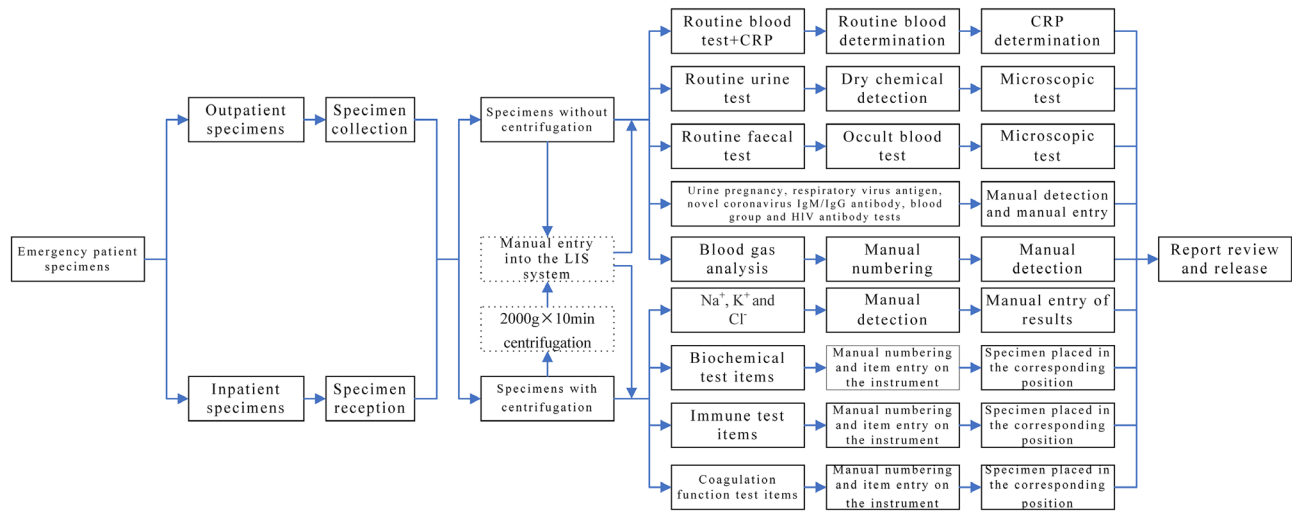 Emergency patient
specimens
Outpatient
specimens
Specimen
collection
Inpatient
specimens
Specimen
reception
Specimens without
centrifugation
Manual entry
into the LIS
system
2000g×10min
centrifugation
Specimens with
centrifugation
Routine blood
test+CRP
Routine blood
determination
CRP
determination
Routine urine
test
Dry chemical
detection
Microscopic
test
Routine faecal
test
Occult blood
test
Microscopic
test
Urine pregnancy, respiratory virus antigen,
novel coronavirus IgM/IgG antibody, blood
group and HIV antibody tests
Manual detection
and manual entry
Blood gas
analysis
Manual
numbering
Manual
detection
Na⁺, K⁺ and
Cl⁻
Manual
detection
Manual entry of
results
Biochemical
test items
Manual numbering
and item entry on
the instrument
Specimen placed in
the corresponding
position
Immune test
items
Manual numbering
and item entry on
the instrument
Specimen placed in
the corresponding
position
Coagulation
function test items
Manual numbering
and item entry on
the instrument
Specimen placed in
the corresponding
position
Report review
and release